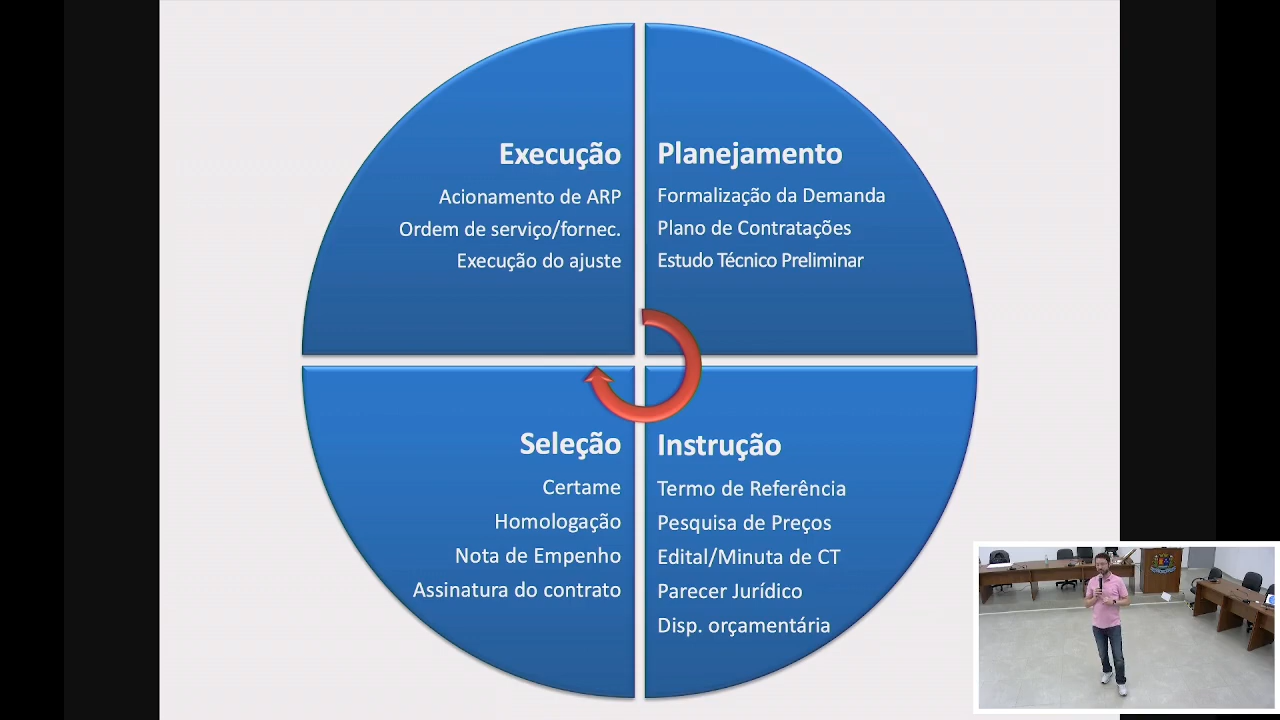 Execução
Acionamento de ARP
Ordem de serviço/fornec.
Execução do ajuste
Planejamento
Formalização da Demanda
Plano de Contratações
Estudo Técnico Preliminar
Seleção
Certame
Homologação
Nota de Empenho
Assinatura do contrato
Instrução
Termo de Referência
Pesquisa de Preços
Edital/Minuta de CT
Parecer Jurídico
Disp. orçamentária